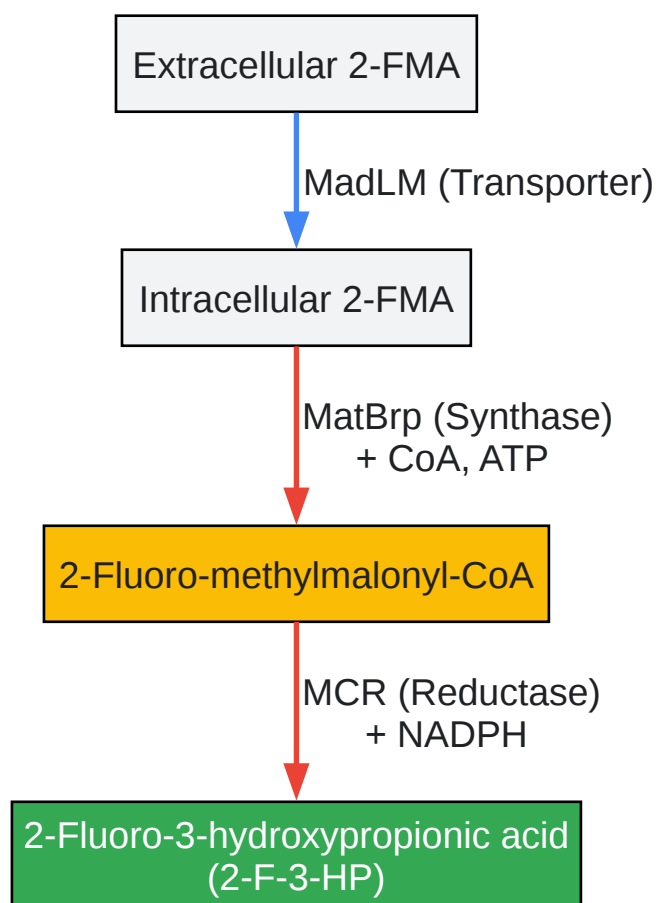 Extracellular 2-FMA
MadLM (Transporter)
Intracellular 2-FMA
MatBrp (Synthase)
+ CoA, ATP
2-Fluoro-methylmalonyl-CoA
MCR (Reductase)
+ NADPH
2-Fluoro-3-hydroxypropionic acid
(2-F-3-HP)